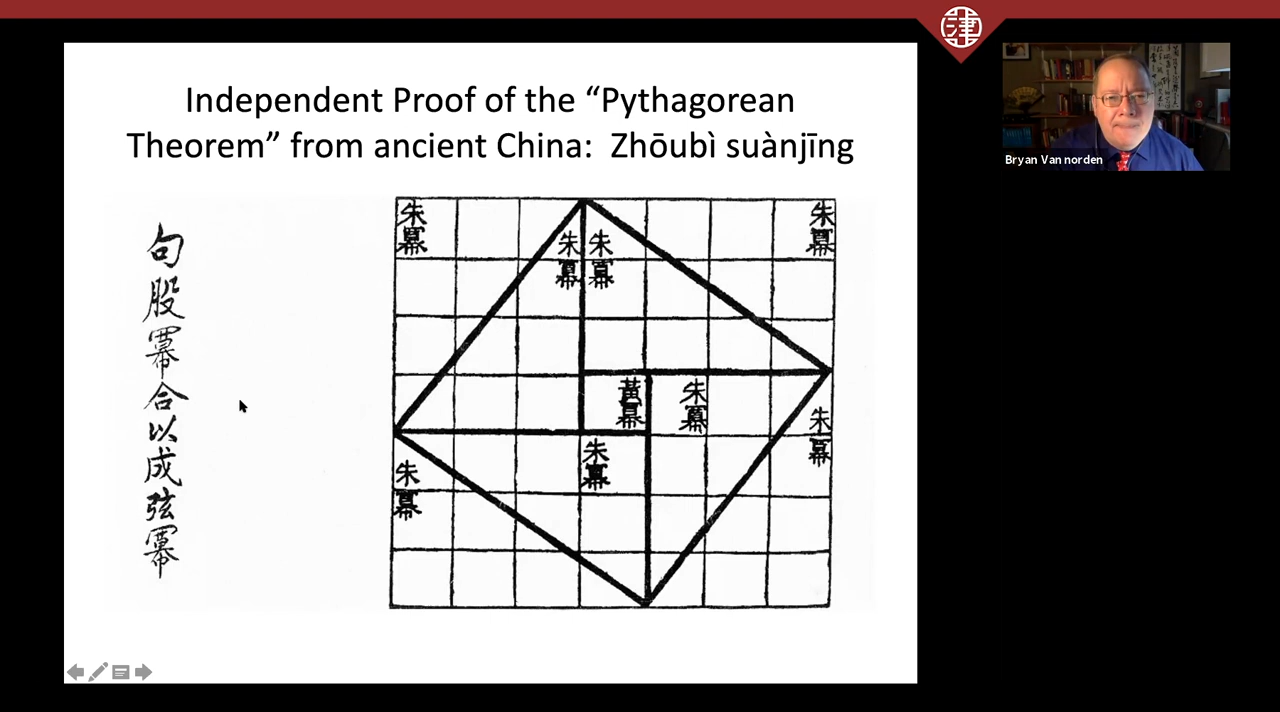 Independent Proof of the “Pythagorean
Theorem” from ancient China: Zhōubì suànjīng
句股冪合以成弦冪
朱冪
朱冪
朱冪
朱冪
黃冪
朱冪
朱冪
朱冪
朱冪
津
Bryan Van norden